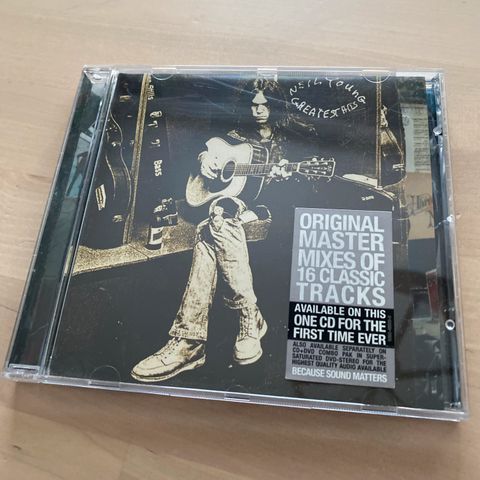 NEIL YOUNG
GREATEST HITS
Bass
ORIGINAL
MASTER
MIXES OF
16 CLASSIC
TRACKS
AVAILABLE ON THIS
ONE CD FOR THE
FIRST TIME EVER
ALSO AVAILABLE SEPARATELY ON
CD+DVD COMBO PAK IN SUPER-
SATURATED DVD-STEREO FOR THE
HIGHEST QUALITY AUDIO AVAILABLE
BECAUSE SOUND MATTERS